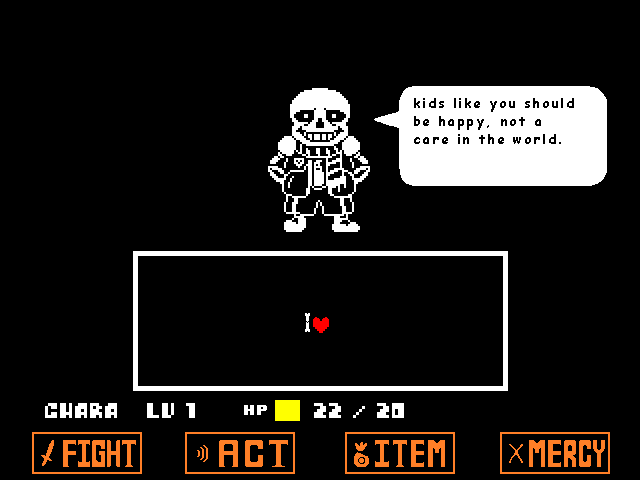 kids like you should
be happy, not a
care in the world.
CHARA LV 1 HP 22 / 20
FIGHT ACT ITEM MERCY